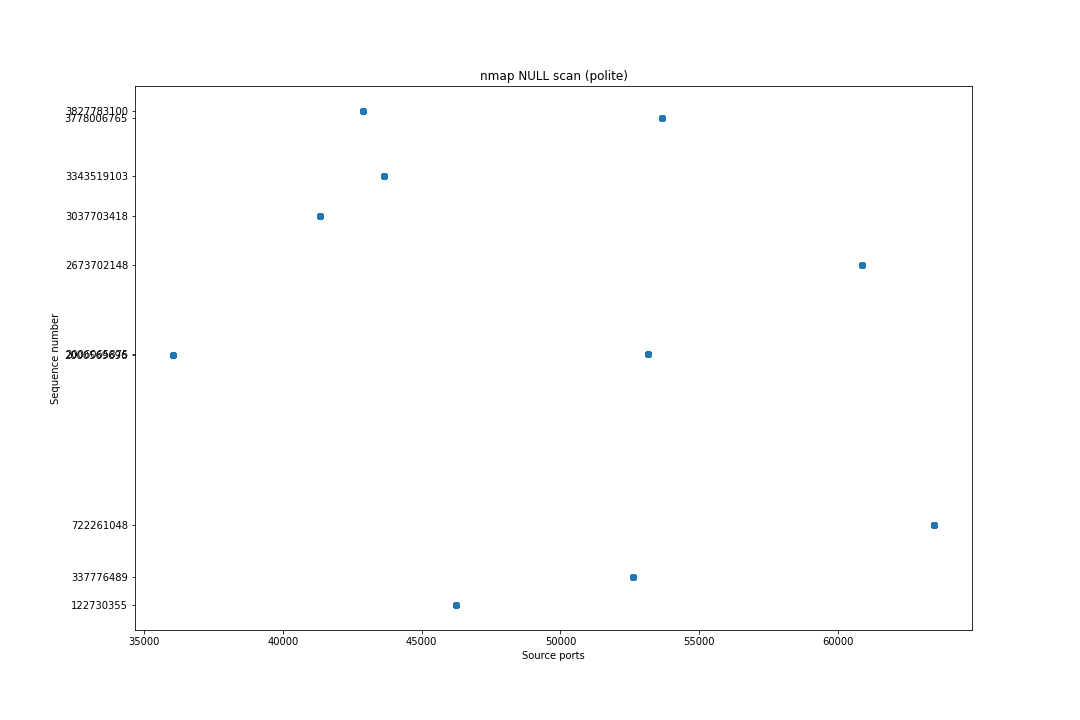 nmap NULL scan (polite)
3827783100
3778006765
3343519103
3037703418
2673702148
Sequence number
722261048
337776489
122730355
35000 40000 45000 50000 55000 60000
Source ports